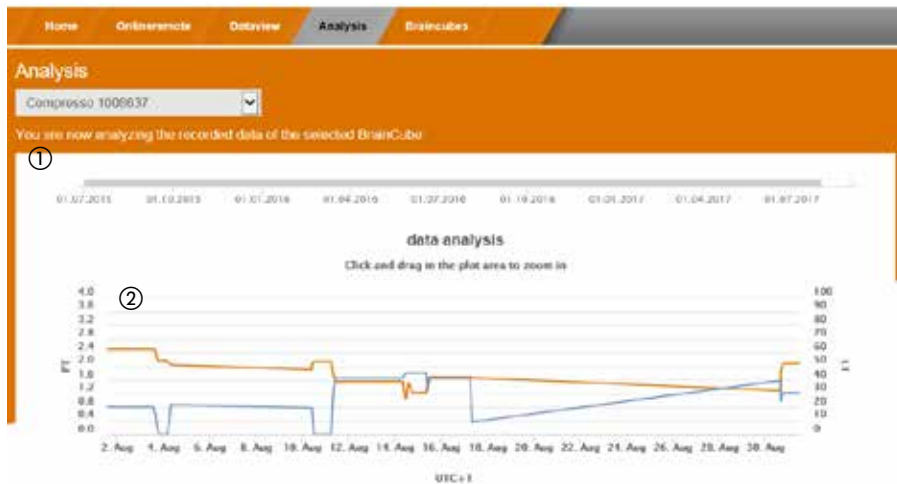 Home Onlineremote Dataview Analysis Braincubes
Analysis
Compresso 1008637
You are now analyzing the recorded data of the selected BrainCube
①
01.07.2015 01.10.2015 01.01.2016 01.04.2016 01.07.2016 01.10.2016 01.01.2017 01.04.2017 01.07.2017
data analysis
Click and drag in the plot area to zoom in
②
4.0 100
3.6 90
3.2 80
2.8 70
2.4 60
2.0 50
1.6 40
1.2 30
0.8 20
0.4 10
0.0 0
PT
2. Aug 4. Aug 6. Aug 8. Aug 10. Aug 12. Aug 14. Aug 16. Aug 18. Aug 20. Aug 22. Aug 24. Aug 26. Aug 28. Aug 30. Aug
UTC+1